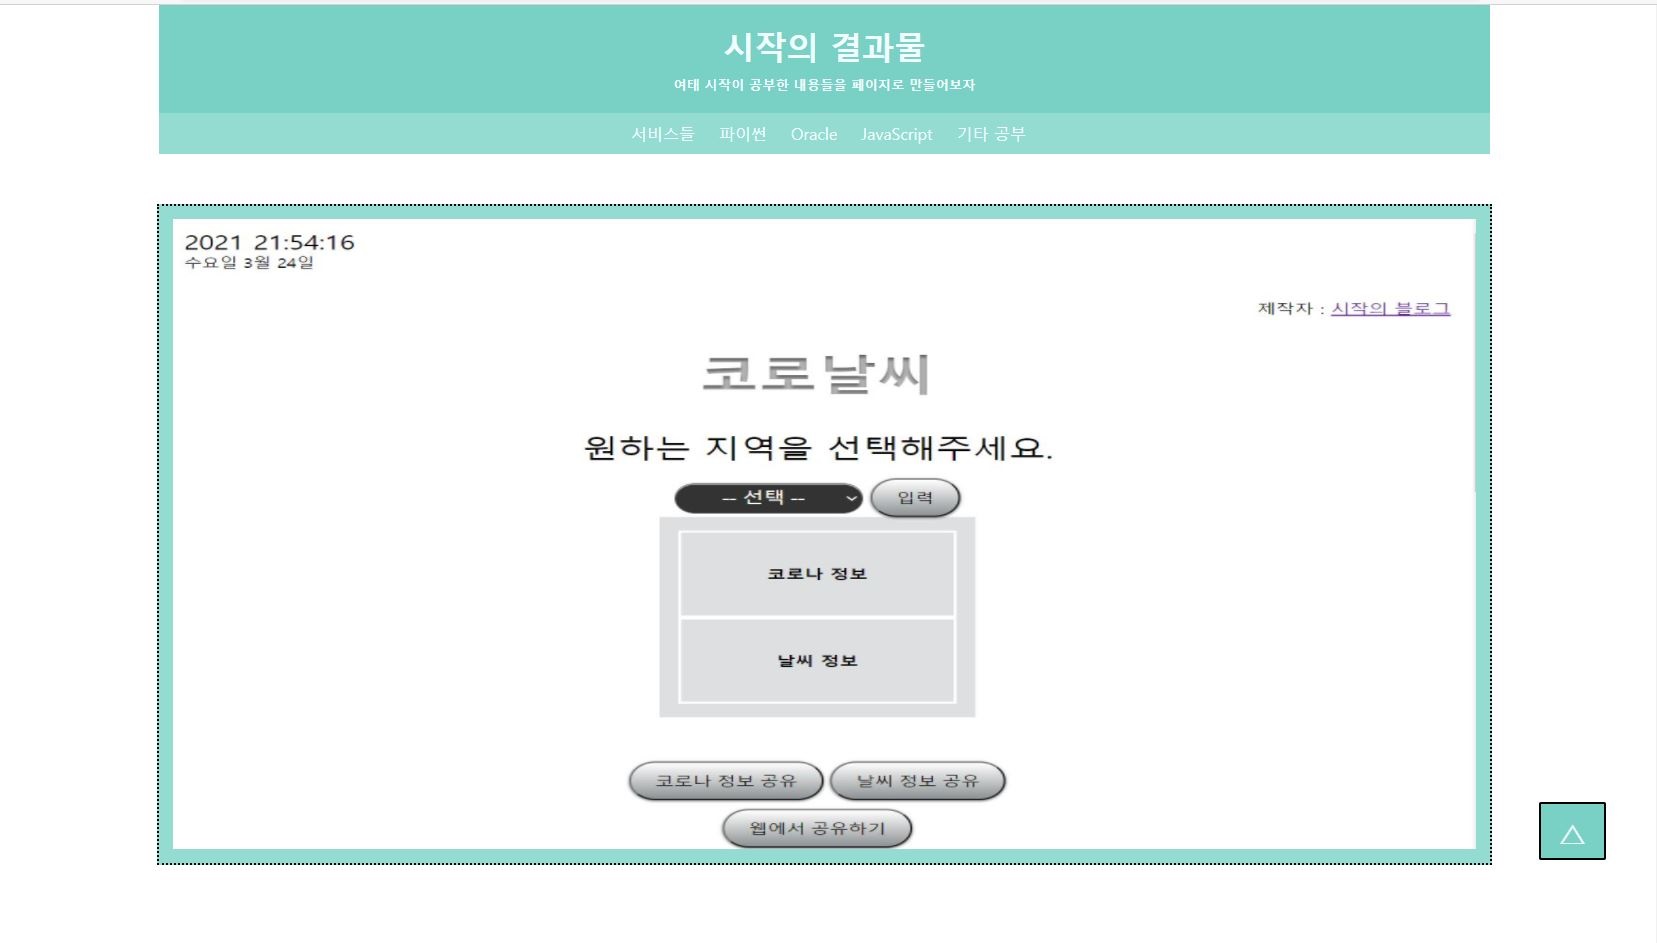 시작의 결과물
여태 시작이 공부한 내용들을 페이지로 만들어보자
서비스들 파이썬 Oracle JavaScript 기타 공부
2021 21:54:16
수요일 3월 24일
제작자 : 시작의 블로그
코로날씨
원하는 지역을 선택해주세요.
-- 선택 -- 입력
코로나 정보
날씨 정보
코로나 정보 공유 날씨 정보 공유
웹에서 공유하기